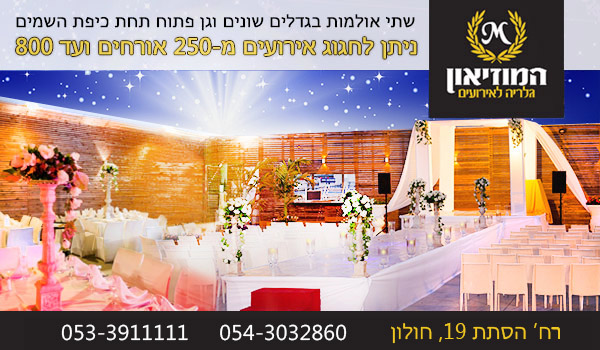 שתי אולמות בגדלים שונים וגן פתוח תחת כיפת השמים
ניתן לחגוג אירועים מ-250 אורחים ועד 800
M
המוזיאון
גלריה לאירועים
רח' הסתת 19, חולון
054-3032860
053-3911111